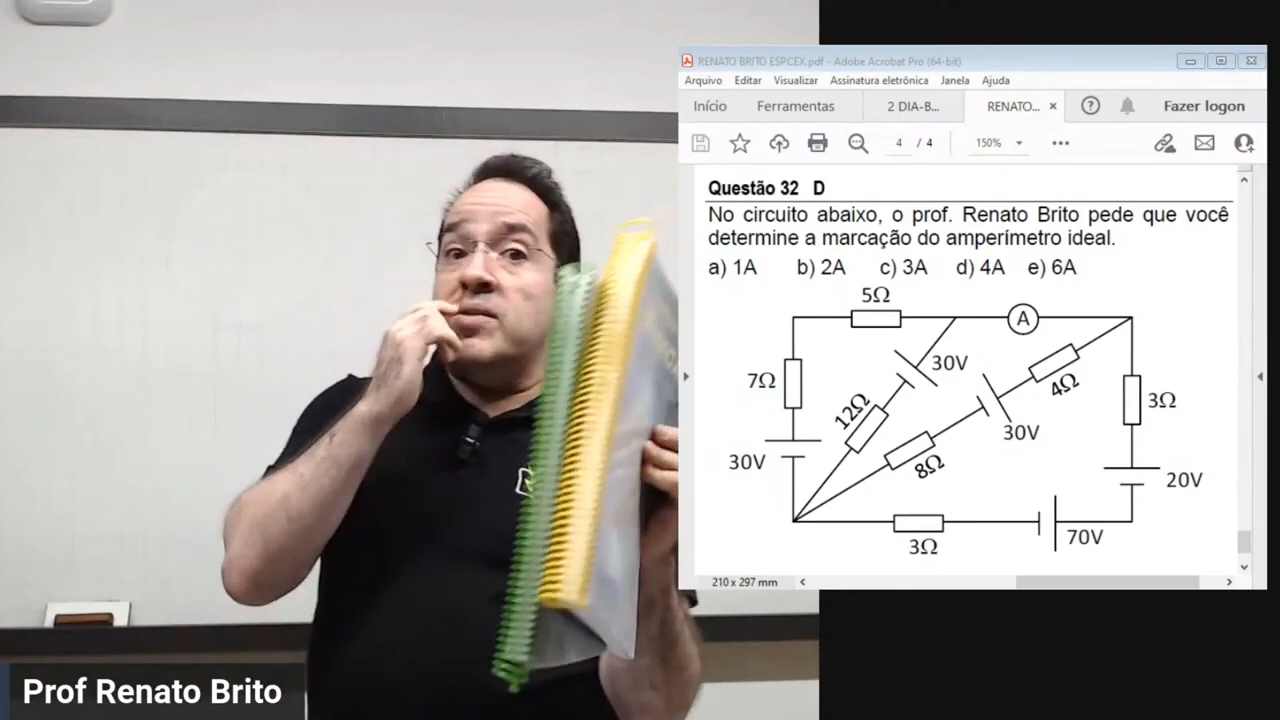 RENATO BRITO ESPCEX.pdf - Adobe Acrobat Pro (64-bit)
Arquivo Editar Visualizar Assinatura eletrônica Janela Ajuda
Início Ferramentas 2 DIA-B... RENATO... × Fazer logon
4 / 4 150%
Questão 32 D
No circuito abaixo, o prof. Renato Brito pede que você
determine a marcação do amperímetro ideal.
a) 1A b) 2A c) 3A d) 4A e) 6A
5Ω
A
30V
7Ω
4Ω
3Ω
12Ω
30V
30V
8Ω
20V
3Ω
70V
210 x 297 mm
Prof Renato Brito